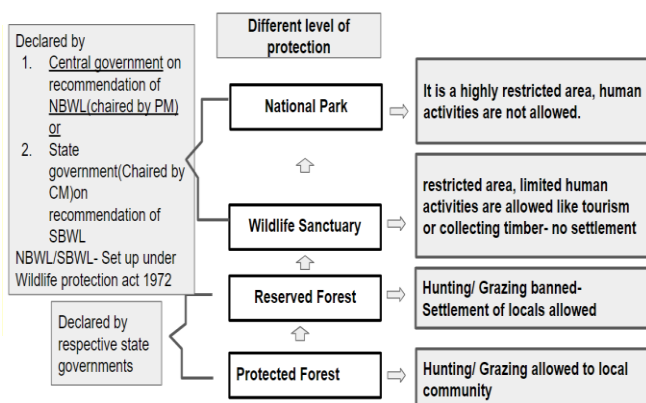 Declared by
1. Central government on
recommendation of
NBWL(chaired by PM)
or
2. State
government(Chaired by
CM)on
recommendation of
SBWL
NBWL/SBWL- Set up under
Wildlife protection act 1972
Declared by
respective state
governments
Different level of
protection
National Park
Wildlife Sanctuary
Reserved Forest
Protected Forest
It is a highly restricted area, human
activities are not allowed.
restricted area, limited human
activities are allowed like tourism
or collecting timber- no settlement
Hunting/ Grazing banned-
Settlement of locals allowed
Hunting/ Grazing allowed to local
community